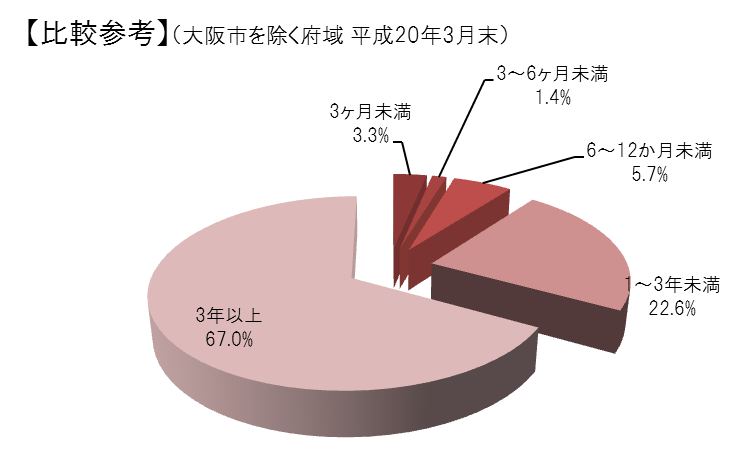 【比較参考】（大阪市を除く府域 平成20年3月末）
3～6ヶ月未満
1.4%
3ヶ月未満
3.3%
6～12か月未満
5.7%
1～3年未満
22.6%
3年以上
67.0%